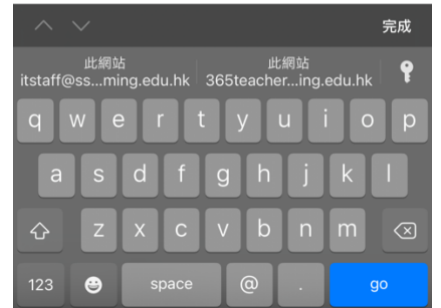 完成
此網站 此網站
itstaff@ss...ming.edu.hk 365teacher...ing.edu.hk
q w e r t y u i o p
a s d f g h j k l
z x c v b n m
123 space @ . go